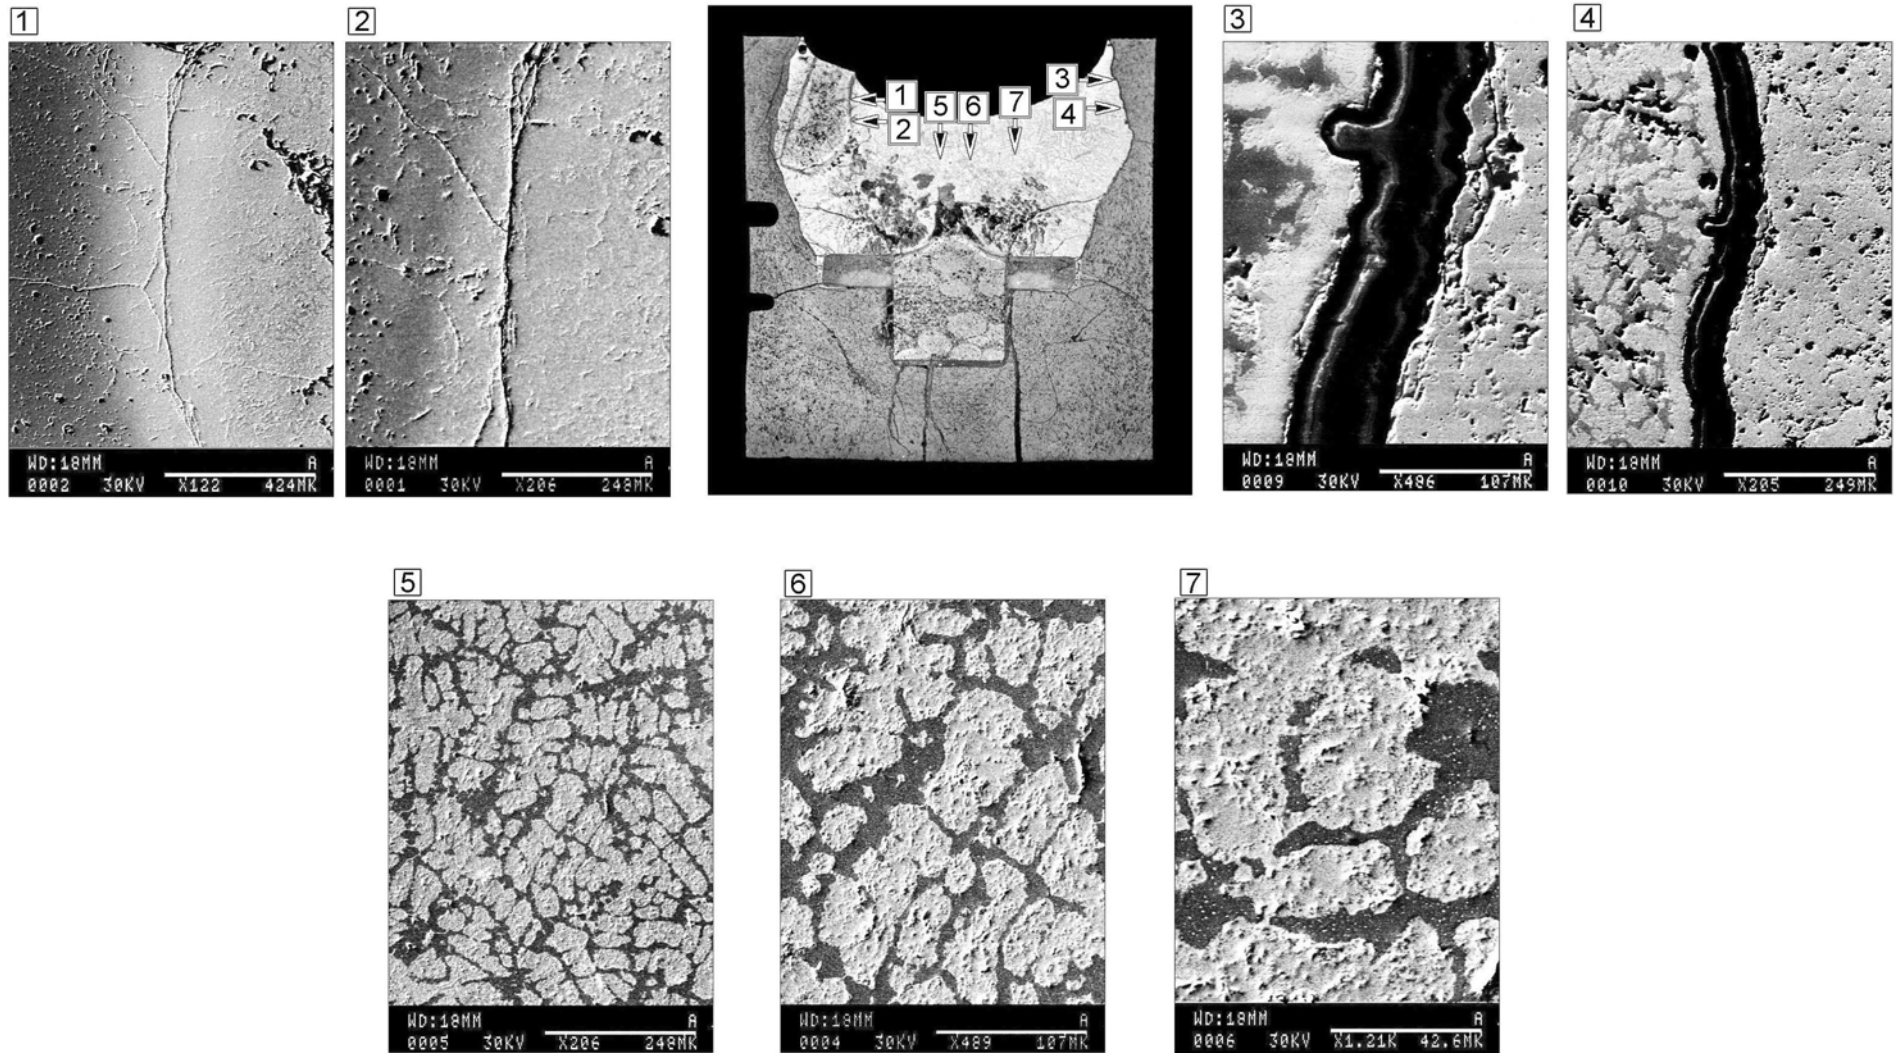 1
2
3
4
1
2
5
6
7
3
4
WD:18MM A
0002 30KV X122 424MK
WD:18MM A
0001 30KV X206 248MK
WD:18MM A
0009 30KV X486 107MK
WD:18MM A
0010 30KV X205 249MK
5
6
7
WD:18MM A
0005 30KV X206 248MK
WD:18MM A
0004 30KV X489 107MK
WD:18MM A
0006 30KV X1.21K 42.6MK